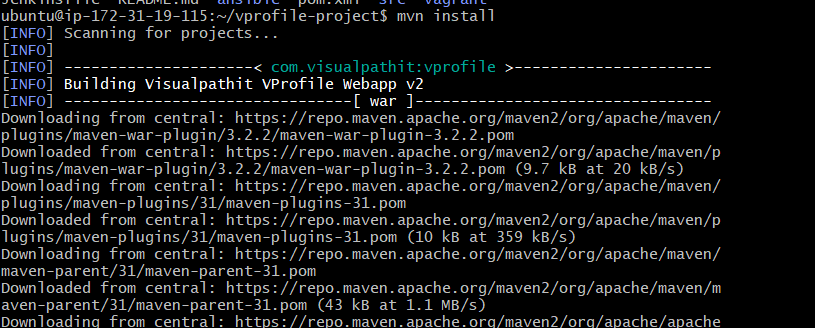 Jenkinsfile README.md ansible pom.xml src vagrant
ubuntu@ip-172-31-19-115:~/vprofile-project$ mvn install
[INFO] Scanning for projects...
[INFO]
[INFO] ---------------------< com.visualpathit:vprofile >----------------------
[INFO] Building Visualpathit VProfile Webapp v2
[INFO] --------------------------------[ war ]---------------------------------
Downloading from central: https://repo.maven.apache.org/maven2/org/apache/maven/
plugins/maven-war-plugin/3.2.2/maven-war-plugin-3.2.2.pom
Downloaded from central: https://repo.maven.apache.org/maven2/org/apache/maven/p
lugins/maven-war-plugin/3.2.2/maven-war-plugin-3.2.2.pom (9.7 kB at 20 kB/s)
Downloading from central: https://repo.maven.apache.org/maven2/org/apache/maven/
plugins/maven-plugins/31/maven-plugins-31.pom
Downloaded from central: https://repo.maven.apache.org/maven2/org/apache/maven/p
lugins/maven-plugins/31/maven-plugins-31.pom (10 kB at 359 kB/s)
Downloading from central: https://repo.maven.apache.org/maven2/org/apache/maven/
maven-parent/31/maven-parent-31.pom
Downloaded from central: https://repo.maven.apache.org/maven2/org/apache/maven/m
aven-parent/31/maven-parent-31.pom (43 kB at 1.1 MB/s)
Downloading from central: https://repo.maven.apache.org/maven2/org/apache/apache